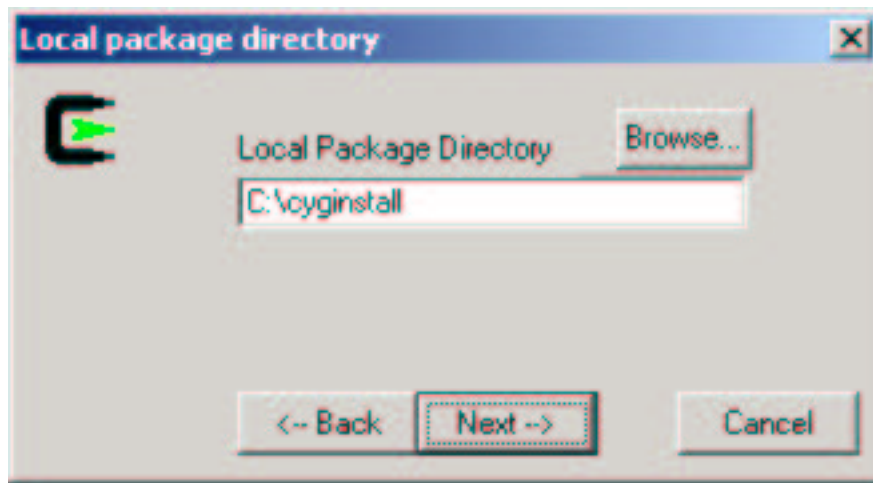 Local package directory
Local Package Directory
Browse...
C:\cyginstall
<-- Back
Next -->
Cancel